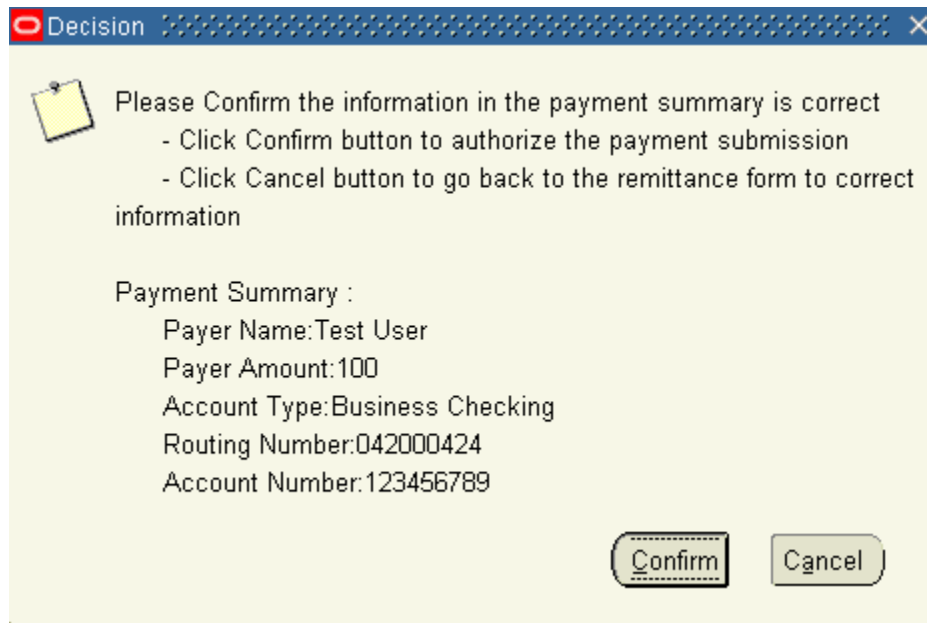 Decision
Please Confirm the information in the payment summary is correct
- Click Confirm button to authorize the payment submission
- Click Cancel button to go back to the remittance form to correct
information
Payment Summary :
Payer Name:Test User
Payer Amount:100
Account Type:Business Checking
Routing Number:042000424
Account Number:123456789
Confirm
Cancel